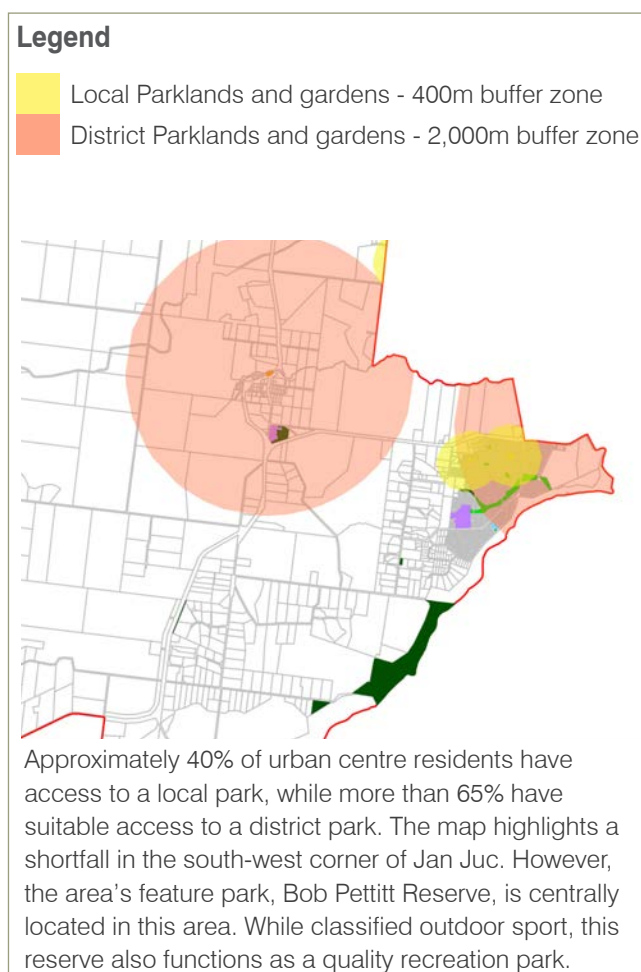 Legend
Local Parklands and gardens - 400m buffer zone
District Parklands and gardens - 2,000m buffer zone
Approximately 40% of urban centre residents have
access to a local park, while more than 65% have
suitable access to a district park. The map highlights a
shortfall in the south-west corner of Jan Juc. However,
the area's feature park, Bob Pettitt Reserve, is centrally
located in this area. While classified outdoor sport, this
reserve also functions as a quality recreation park.